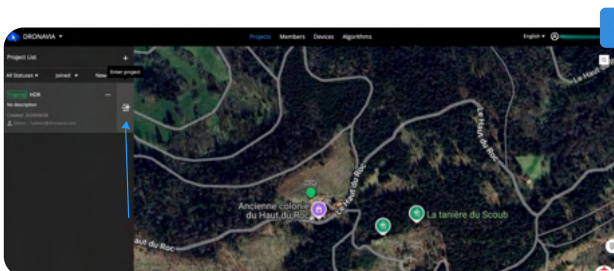 DRONAVIA
Projects Members Devices Algorithms
English
Project List
+
Enter project
All Statuses
Joined
New
HDR
No description
Le Haut du Roc
Ancienne colonie
du Haut du Roc
Le Haut du Roc
La tanière du Scoub
aut du Roc
Le Haut